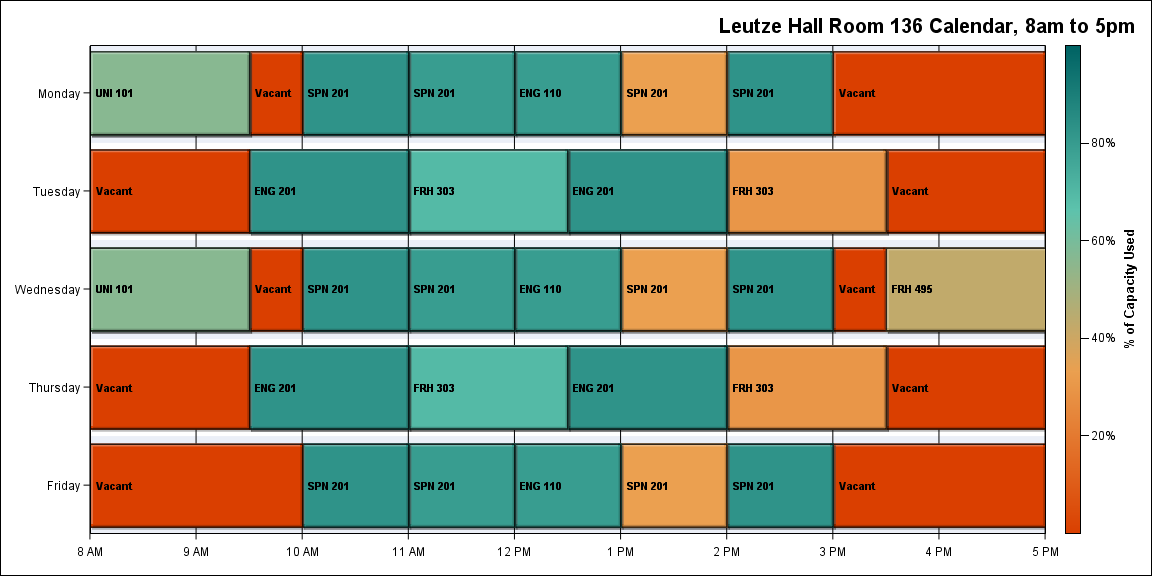 Leutze Hall Room 136 Calendar, 8am to 5pm
Monday
UNI 101
Vacant
SPN 201
SPN 201
ENG 110
SPN 201
SPN 201
Vacant
Tuesday
Vacant
ENG 201
FRH 303
ENG 201
FRH 303
Vacant
Wednesday
UNI 101
Vacant
SPN 201
SPN 201
ENG 110
SPN 201
SPN 201
Vacant
FRH 495
Thursday
Vacant
ENG 201
FRH 303
ENG 201
FRH 303
Vacant
Friday
Vacant
SPN 201
SPN 201
ENG 110
SPN 201
SPN 201
Vacant
8 AM
9 AM
10 AM
11 AM
12 PM
1 PM
2 PM
3 PM
4 PM
5 PM
80%
60%
40%
20%
% of Capacity Used